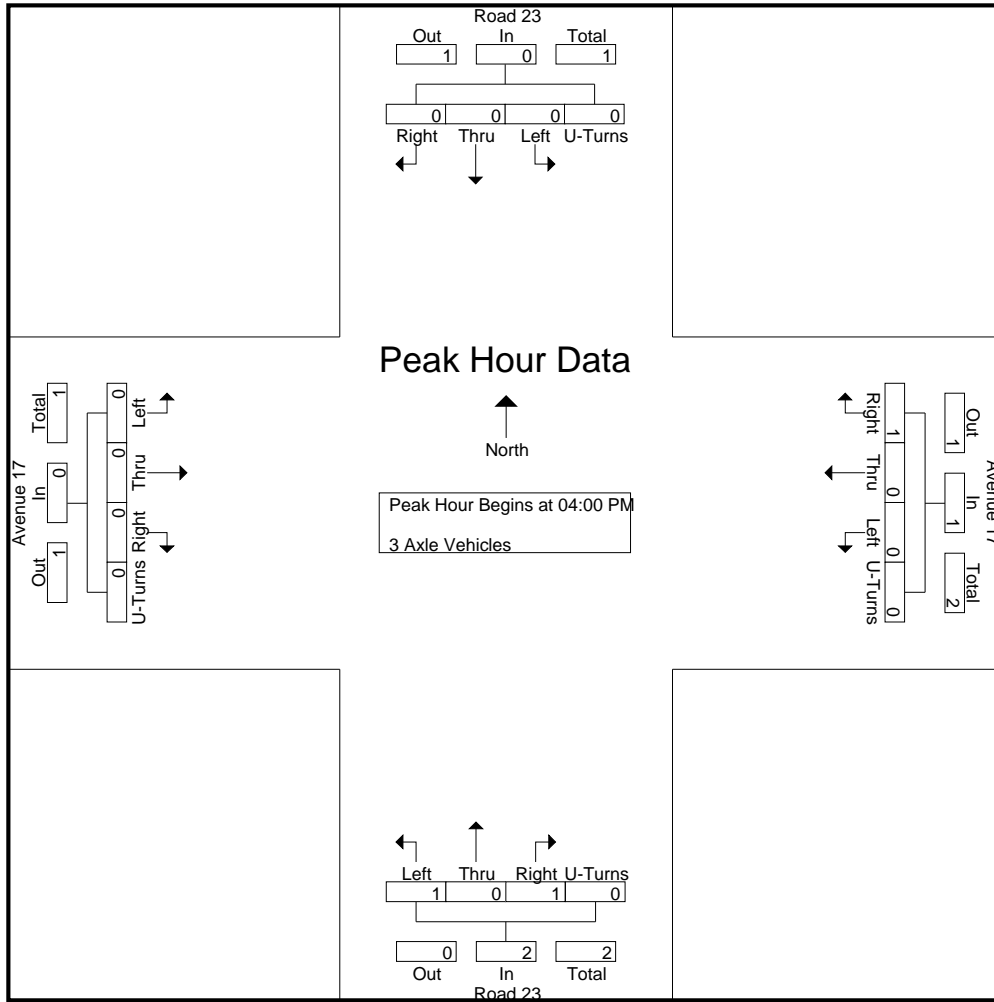 Road 23
Out In Total
1 0 1
0 0 0 0
Right Thru Left U-Turns
Peak Hour Data
North
Peak Hour Begins at 04:00 PM
3 Axle Vehicles
Avenue 17
Total In Out
1 0 1
0 0 0 0
Left Thru Right U-Turns
Right Thru Left U-Turns
1 0 0 0
1 1 2
Out In Total
Avenue 17
Left Thru Right U-Turns
1 0 1 0
0 2 2
Out In Total
Road 23